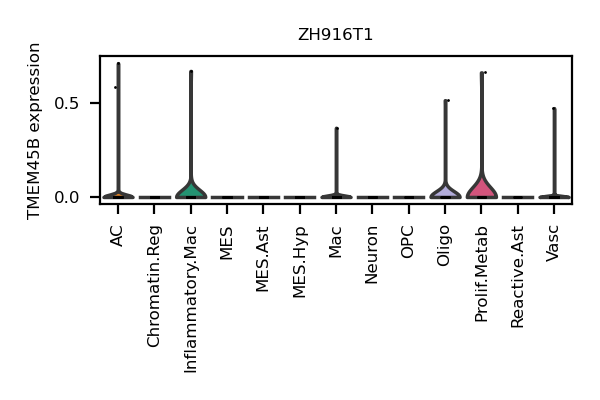 ZH916T1
TMEM45B expression
0.5
0.0
AC
Chromatin.Reg
Inflammatory.Mac
MES
MES.Ast
MES.Hyp
Mac
Neuron
OPC
Oligo
Prolif.Metab
Reactive.Ast
Vasc